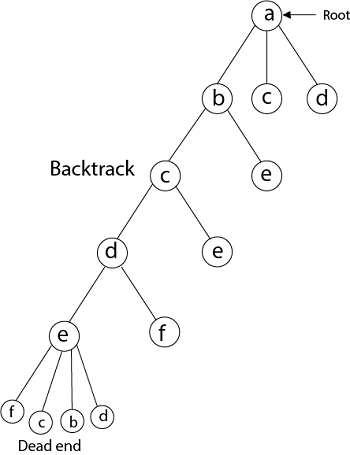 a Root
b c d
Backtrack c e
d e
e f
f c b d
Dead end